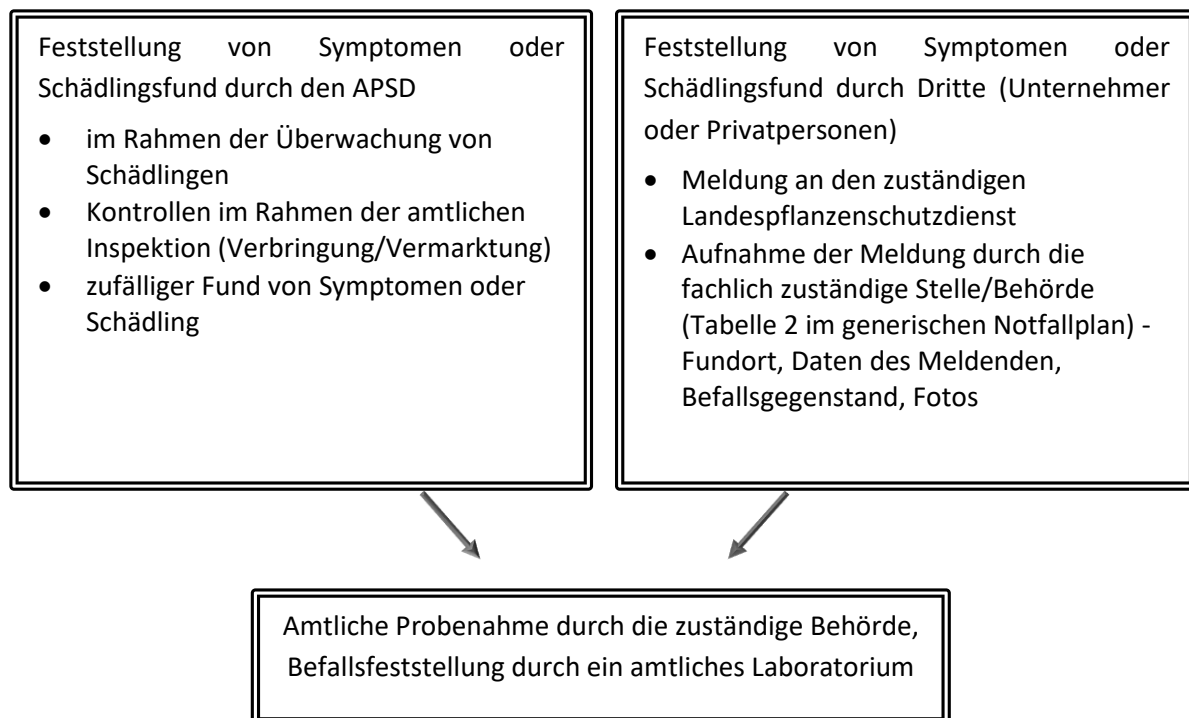 Feststellung von Symptomen oder
Schädlingsfund durch den APSD
• im Rahmen der Überwachung von
Schädlingen
• Kontrollen im Rahmen der amtlichen
Inspektion (Verbringung/Vermarktung)
• zufälliger Fund von Symptomen oder
Schädling
Feststellung von Symptomen oder
Schädlingsfund durch Dritte (Unternehmer
oder Privatpersonen)
• Meldung an den zuständigen
Landespflanzenschutzdienst
• Aufnahme der Meldung durch die
fachlich zuständige Stelle/Behörde
(Tabelle 2 im generischen Notfallplan) -
Fundort, Daten des Meldenden,
Befallsgegenstand, Fotos
Amtliche Probenahme durch die zuständige Behörde,
Befallsfeststellung durch ein amtliches Laboratorium